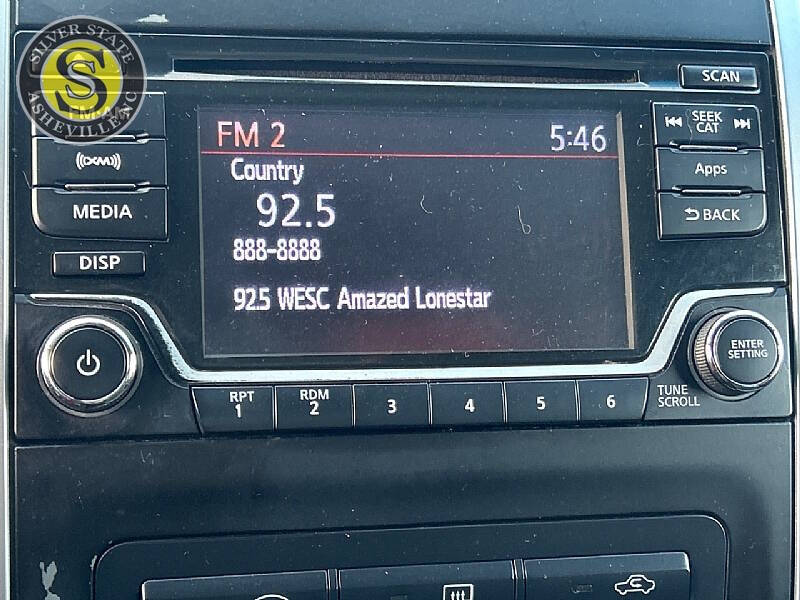 SILVER STATE
S
ASHEVILLE NC
SCAN
FM 2 5:46
Country
92.5
888-8888
92.5 WESC Amazed Lonestar
((XM))
MEDIA
DISP
SEEK
CAT
Apps
BACK
RPT
1
RDM
2
3
4
5
6
TUNE
SCROLL
ENTER
SETTING